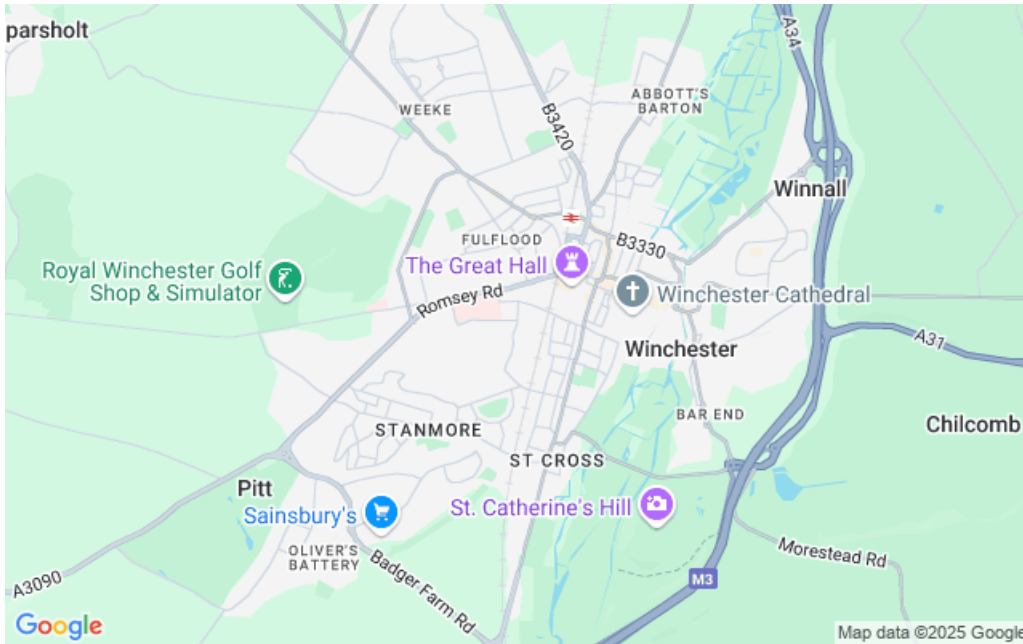 parsholt
A34
WEEKE
ABBOTT'S
BARTON
B3420
Winnall
FULFLOOD
B3330
The Great Hall
Royal Winchester Golf
Shop & Simulator
Romsey Rd
Winchester Cathedral
Winchester
A31
BAR END
Chilcomb
STANMORE
ST CROSS
Pitt
Sainsbury's
St. Catherine's Hill
OLIVER'S
BATTERY
Badger Farm Rd
Morestead Rd
A3090
M3
Google
Map data ©2025 Google